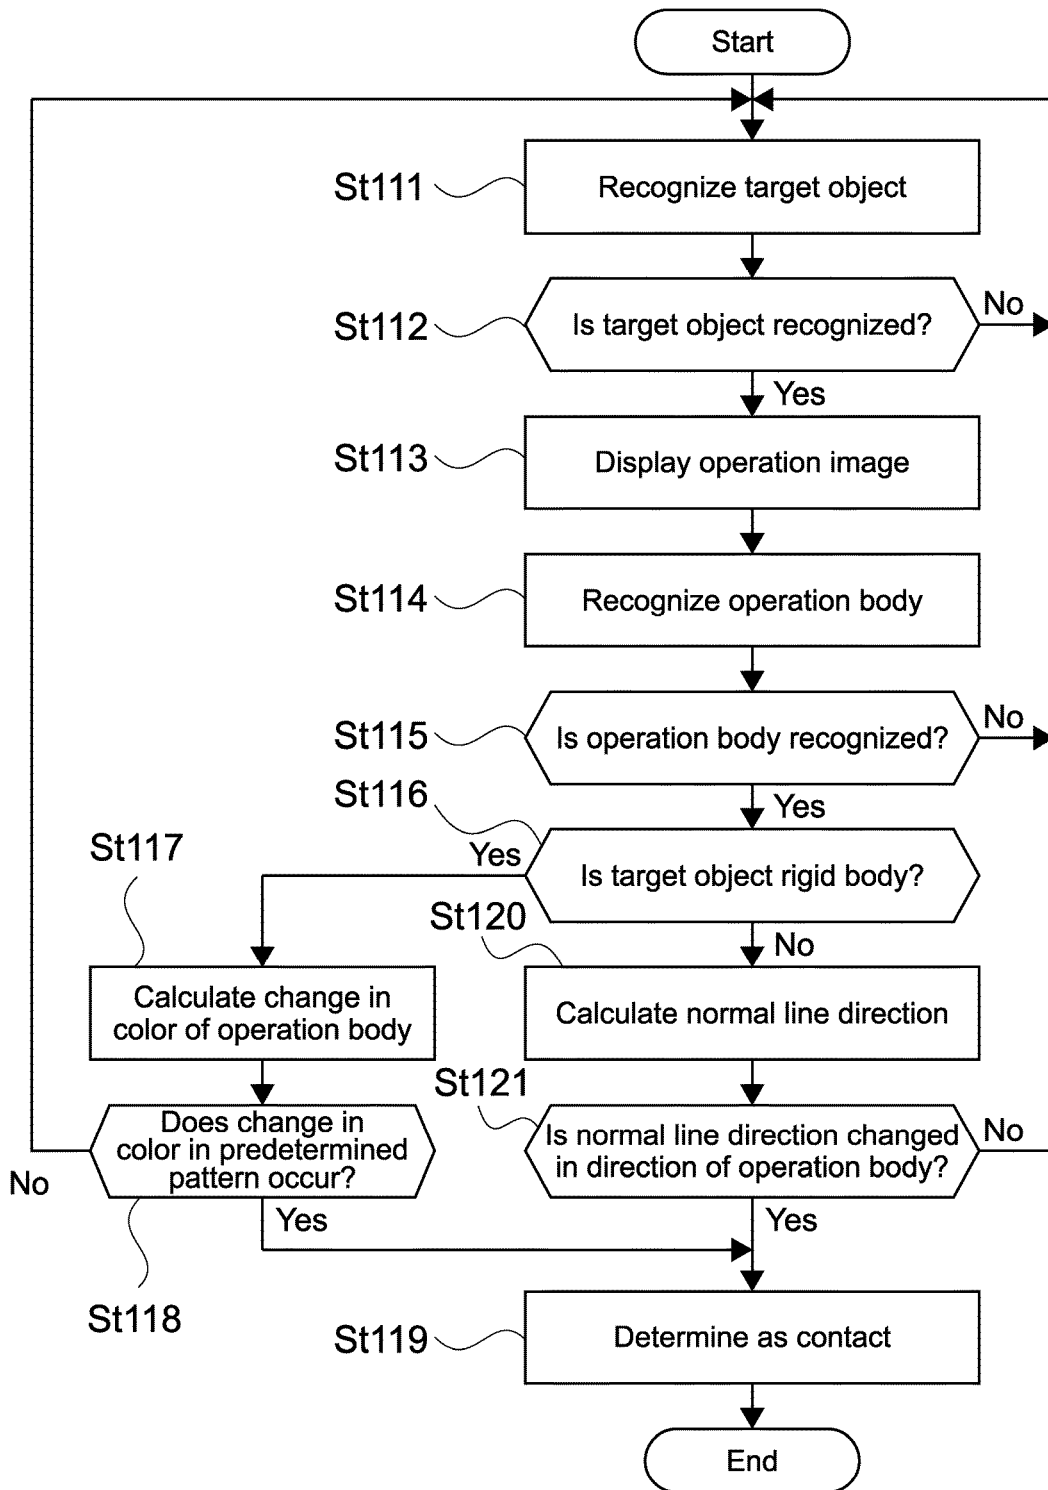 Start
St111
Recognize target object
St112
Is target object recognized?
No
Yes
St113
Display operation image
St114
Recognize operation body
St115
Is operation body recognized?
No
Yes
St116
Is target object rigid body?
Yes
No
St117
Calculate change in
color of operation body
St120
Calculate normal line direction
St118
Does change in
color in predetermined
pattern occur?
No
Yes
St121
Is normal line direction changed
in direction of operation body?
No
Yes
St119
Determine as contact
End